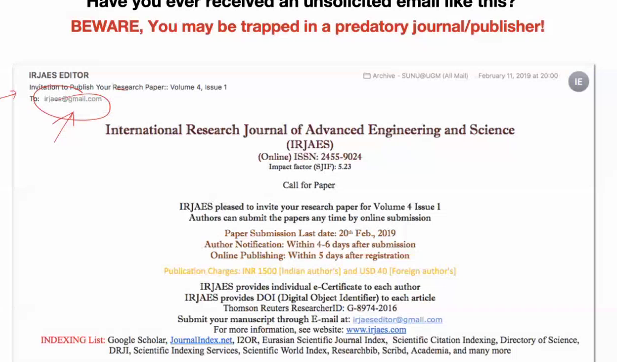 Have you ever received an unsolicited email like this?
BEWARE, You may be trapped in a predatory journal/publisher!
IRJAES EDITOR
Archive - SUNU@UGM (All Mail) February 11, 2019 at 20:00
IE
Invitation to Publish Your Research Paper:: Volume 4, Issue 1
To: irjaes@gmail.com
International Research Journal of Advanced Engineering and Science
(IRJAES)
(Online) ISSN: 2455-9024
Impact factor (SJIF): 5.23
Call for Paper
IRJAES pleased to invite your research paper for Volume 4 Issue 1
Authors can submit the papers any time by online submission
Paper Submission Last date: 20th Feb., 2019
Author Notification: Within 4-6 days after submission
Online Publishing: Within 5 days after registration
Publication Charges: INR 1500 [Indian author's] and USD 40 [Foreign author's]
IRJAES provides individual e-Certificate to each author
IRJAES provides DOI (Digital Object Identifier) to each article
Thomson Reuters ResearcherID: G-8974-2016
Submit your manuscript through E-mail at: irjaeseditor@gmail.com
For more information, see website: www.irjaes.com
INDEXING List: Google Scholar, JournalIndex.net, I2OR, Eurasian Scientific Journal Index, Scientific Citation Indexing, Directory of Science,
DRJI, Scientific Indexing Services, Scientific World Index, Researchbib, Scribd, Academia, and many more